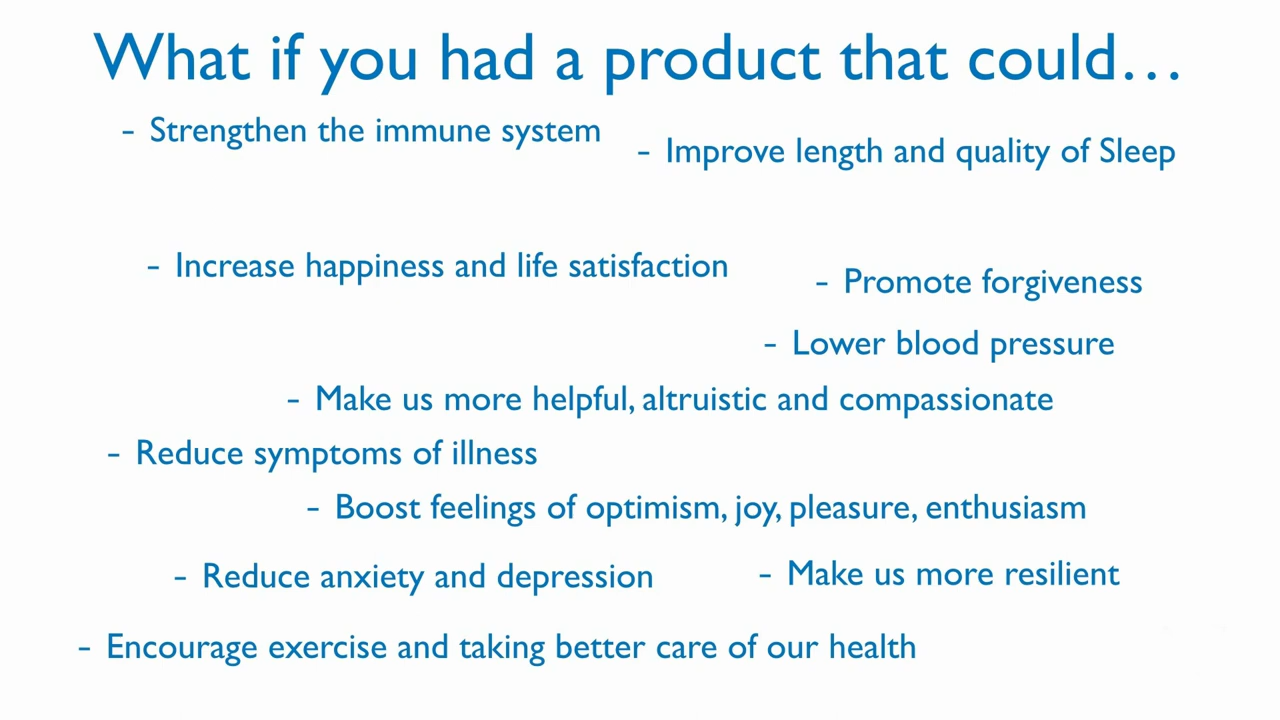 What if you had a product that could...
- Strengthen the immune system
- Improve length and quality of Sleep
- Increase happiness and life satisfaction
- Promote forgiveness
- Lower blood pressure
- Make us more helpful, altruistic and compassionate
- Reduce symptoms of illness
- Boost feelings of optimism, joy, pleasure, enthusiasm
- Reduce anxiety and depression
- Make us more resilient
- Encourage exercise and taking better care of our health